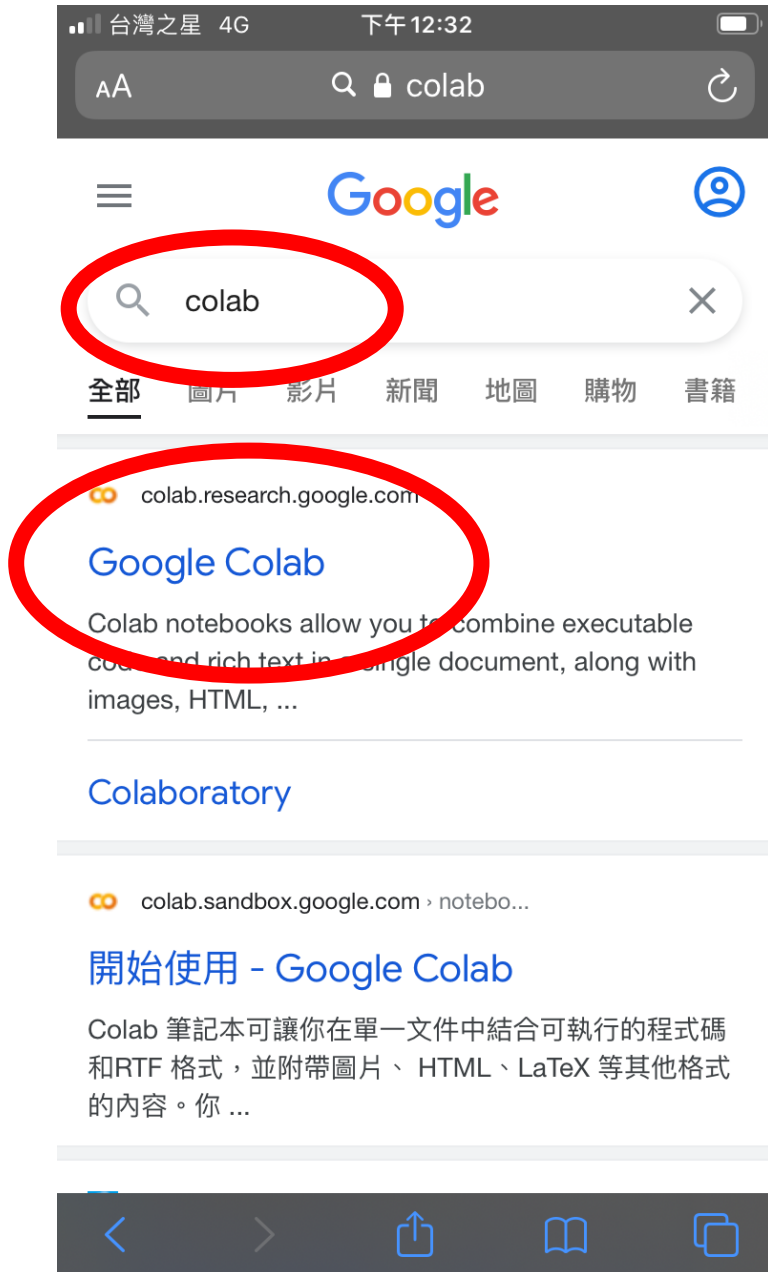 台灣之星 4G 下午12:32
AA colab
Google
colab
全部 圖片 影片 新聞 地圖 購物 書籍
colab.research.google.com
Google Colab
Colab notebooks allow you to combine executable
code and rich text in a single document, along with
images, HTML, ...
Colaboratory
colab.sandbox.google.com › notebo...
開始使用 - Google Colab
Colab 筆記本可讓你在單一文件中結合可執行的程式碼
和RTF 格式，並附帶圖片、 HTML、LaTeX 等其他格式
的內容。你 ...